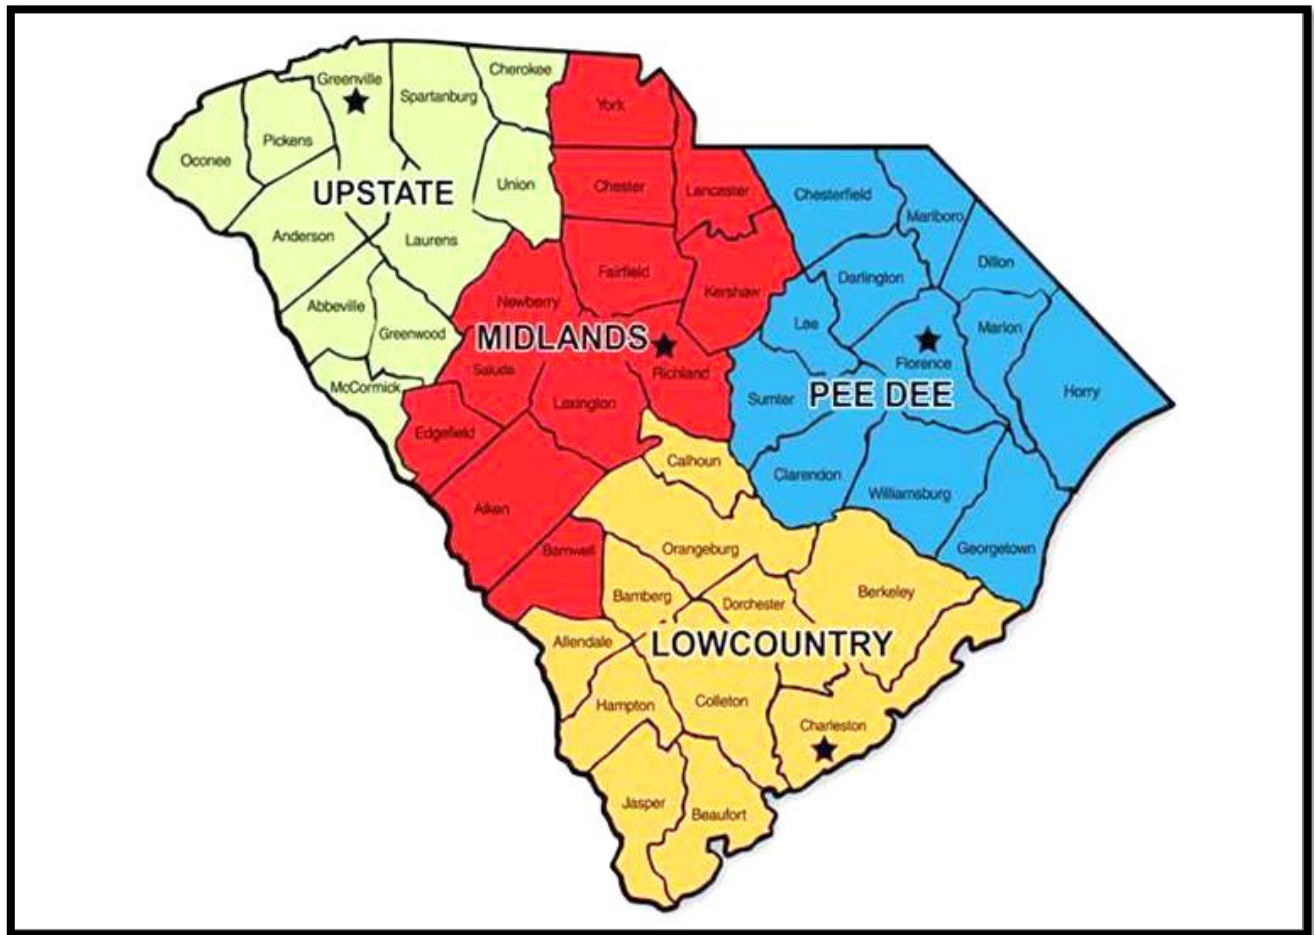 Cherokee
Greenville
Spartanburg
York
Pickens
Oconee
UPSTATE
Union
Chester
Lancaster
Chesterfield
Marlboro
Anderson
Laurens
Fairfield
Dillon
Darlington
Abbeville
Newberry
Kershaw
Greenwood
MIDLANDS
Lee
Marion
Florence
Saluda
Richland
McCormick
Lexington
Sumter
PEE DEE
Horry
Edgefield
Calhoun
Clarendon
Williamsburg
Aiken
Barnwell
Orangeburg
Georgetown
Bamberg
Dorchester
Berkeley
Allendale
LOWCOUNTRY
Hampton
Colleton
Charleston
Jasper
Beaufort